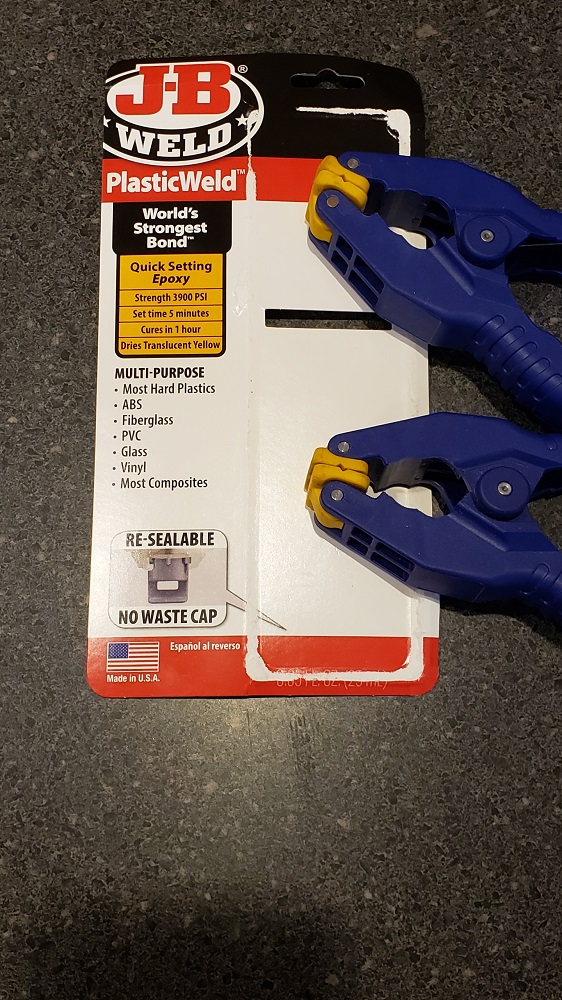 J-B®
WELD
PlasticWeld™
World's
Strongest
Bond™
Quick Setting
Epoxy
Strength 3900 PSI
Set time 5 minutes
Cures in 1 hour
Dries Translucent Yellow
MULTI-PURPOSE
• Most Hard Plastics
• ABS
• Fiberglass
• PVC
• Glass
• Vinyl
• Most Composites
RE-SEALABLE
NO WASTE CAP
Español al reverso
Made in U.S.A.